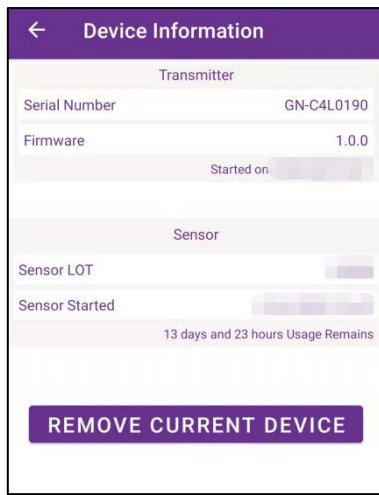 ← Device Information
Transmitter
Serial Number GN-C4L0190
Firmware 1.0.0
Started on
Sensor
Sensor LOT
Sensor Started
13 days and 23 hours Usage Remains
REMOVE CURRENT DEVICE